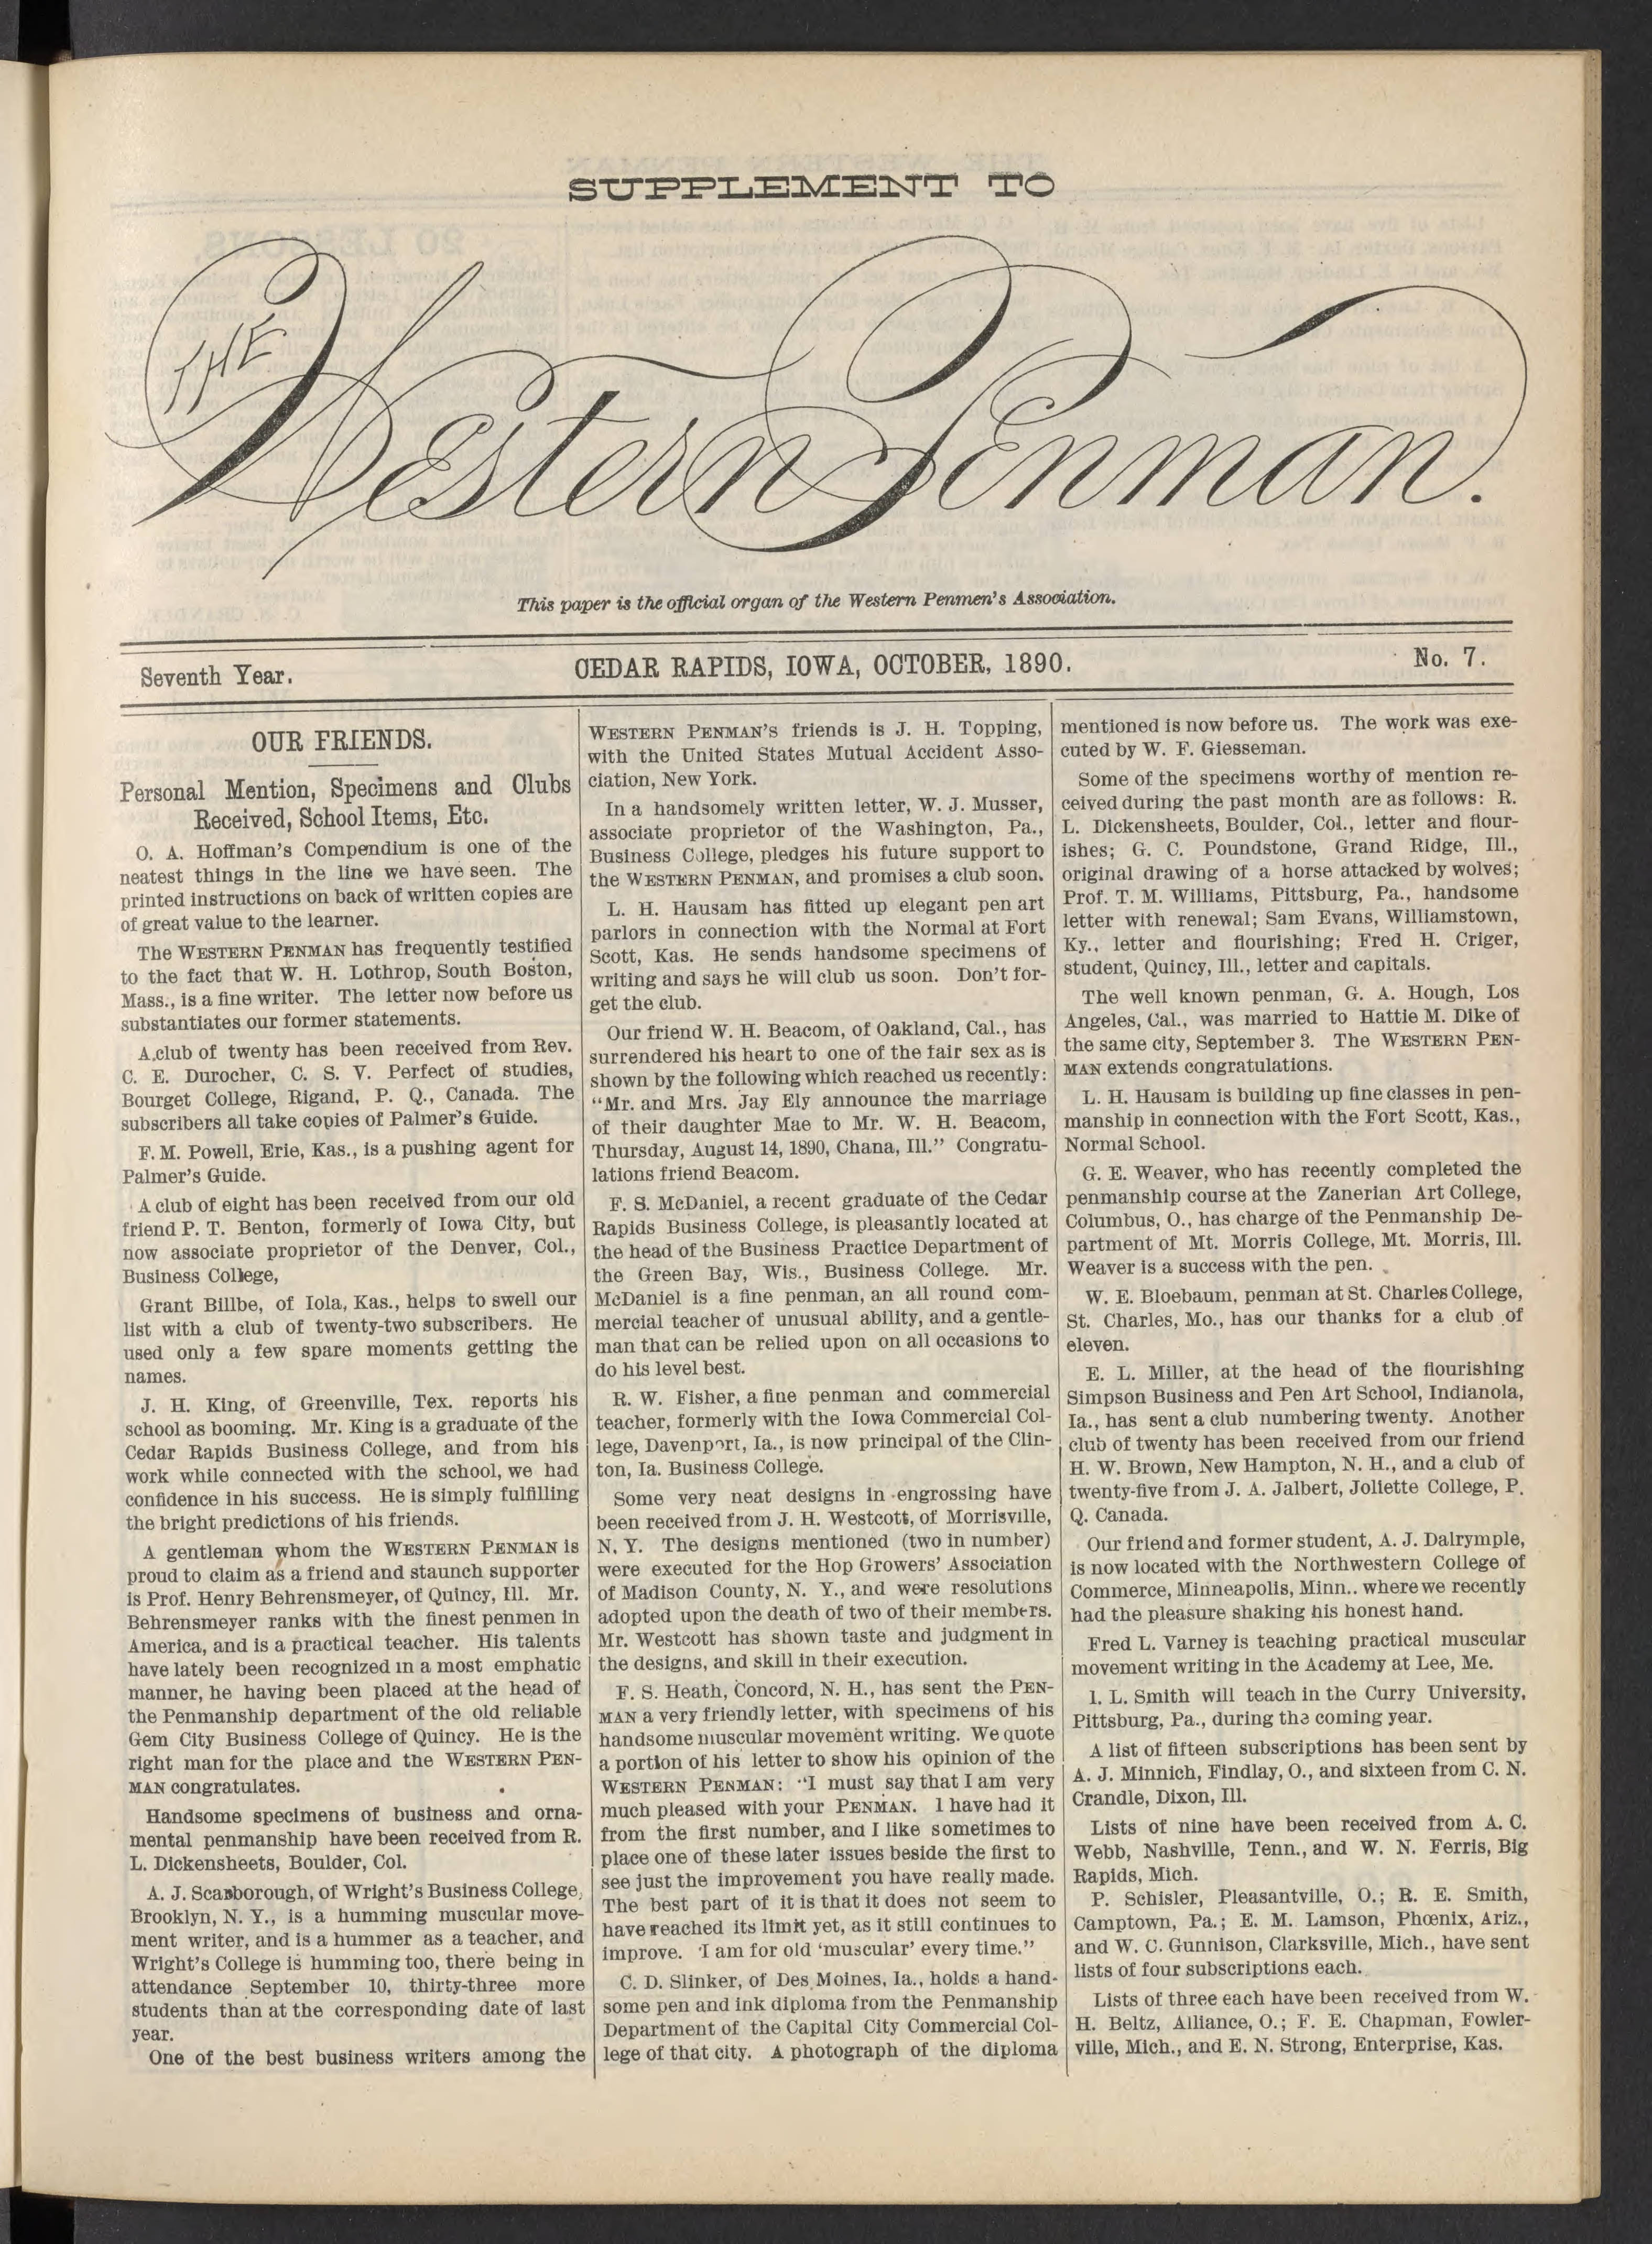 SUPPLEMENT TO
THE
Western Penman.
This paper is the official organ of the Western Penmen's Association.
Seventh Year.
CEDAR RAPIDS, IOWA, OCTOBER, 1890.
No. 7.
OUR FRIENDS.
Personal Mention, Specimens and Clubs
Received, School Items, Etc.
O. A. Hoffman's Compendium is one of the
neatest things in the line we have seen. The
printed instructions on back of written copies are
of great value to the learner.
The WESTERN PENMAN has frequently testified
to the fact that W. H. Lothrop, South Boston,
Mass., is a fine writer. The letter now before us
substantiates our former statements.
A club of twenty has been received from Rev.
C. E. Durocher, C. S. V. Perfect of studies,
Bourget College, Rigand, P. Q., Canada. The
subscribers all take copies of Palmer's Guide.
F. M. Powell, Erie, Kas., is a pushing agent for
Palmer's Guide.
A club of eight has been received from our old
friend P. T. Benton, formerly of Iowa City, but
now associate proprietor of the Denver, Col.,
Business College,
Grant Billbe, of Iola, Kas., helps to swell our
list with a club of twenty-two subscribers. He
used only a few spare moments getting the
names.
J. H. King, of Greenville, Tex. reports his
school as booming. Mr. King is a graduate of the
Cedar Rapids Business College, and from his
work while connected with the school, we had
confidence in his success. He is simply fulfilling
the bright predictions of his friends.
A gentleman whom the WESTERN PENMAN is
proud to claim as a friend and staunch supporter
is Prof. Henry Behrensmeyer, of Quincy, Ill. Mr.
Behrensmeyer ranks with the finest penmen in
America, and is a practical teacher. His talents
have lately been recognized in a most emphatic
manner, he having been placed at the head of
the Penmanship department of the old reliable
Gem City Business College of Quincy. He is the
right man for the place and the WESTERN PEN-
MAN congratulates.
Handsome specimens of business and orna-
mental penmanship have been received from R.
L. Dickensheets, Boulder, Col.
A. J. Scarborough, of Wright's Business College,
Brooklyn, N. Y., is a humming muscular move-
ment writer, and is a hummer as a teacher, and
Wright's College is humming too, there being in
attendance September 10, thirty-three more
students than at the corresponding date of last
year.
One of the best business writers among the
WESTERN PENMAN'S friends is J. H. Topping,
with the United States Mutual Accident Asso-
ciation, New York.
In a handsomely written letter, W. J. Musser,
associate proprietor of the Washington, Pa.,
Business College, pledges his future support to
the WESTERN PENMAN, and promises a club soon.
L. H. Hausam has fitted up elegant pen art
parlors in connection with the Normal at Fort
Scott, Kas. He sends handsome specimens of
writing and says he will club us soon. Don't for-
get the club.
Our friend W. H. Beacom, of Oakland, Cal., has
surrendered his heart to one of the fair sex as is
shown by the following which reached us recently:
"Mr. and Mrs. Jay Ely announce the marriage
of their daughter Mae to Mr. W. H. Beacom,
Thursday, August 14, 1890, Chana, Ill." Congratu-
lations friend Beacom.
F. S. McDaniel, a recent graduate of the Cedar
Rapids Business College, is pleasantly located at
the head of the Business Practice Department of
the Green Bay, Wis., Business College. Mr.
McDaniel is a fine penman, an all round com-
mercial teacher of unusual ability, and a gentle-
man that can be relied upon on all occasions to
do his level best.
R. W. Fisher, a fine penman and commercial
teacher, formerly with the Iowa Commercial Col-
lege, Davenport, Ia., is now principal of the Clin-
ton, Ia. Business College.
Some very neat designs in engrossing have
been received from J. H. Westcott, of Morrisville,
N. Y. The designs mentioned (two in number)
were executed for the Hop Growers' Association
of Madison County, N. Y., and were resolutions
adopted upon the death of two of their members.
Mr. Westcott has shown taste and judgment in
the designs, and skill in their execution.
F. S. Heath, Concord, N. H., has sent the PEN-
MAN a very friendly letter, with specimens of his
handsome muscular movement writing. We quote
a portion of his letter to show his opinion of the
WESTERN PENMAN: "I must say that I am very
much pleased with your PENMAN. I have had it
from the first number, and I like sometimes to
place one of these later issues beside the first to
see just the improvement you have really made.
The best part of it is that it does not seem to
have reached its limit yet, as it still continues to
improve. 'I am for old 'muscular' every time."
C. D. Slinker, of Des Moines, Ia., holds a hand-
some pen and ink diploma from the Penmanship
Department of the Capital City Commercial Col-
lege of that city. A photograph of the diploma
mentioned is now before us. The work was exe-
cuted by W. F. Giesseman.
Some of the specimens worthy of mention re-
ceived during the past month are as follows: R.
L. Dickensheets, Boulder, Col., letter and flour-
ishes; G. C. Poundstone, Grand Ridge, Ill.,
original drawing of a horse attacked by wolves;
Prof. T. M. Williams, Pittsburg, Pa., handsome
letter with renewal; Sam Evans, Williamstown,
Ky., letter and flourishing; Fred H. Criger,
student, Quincy, Ill., letter and capitals.
The well known penman, G. A. Hough, Los
Angeles, Cal., was married to Hattie M. Dike of
the same city, September 3. The WESTERN PEN-
MAN extends congratulations.
L. H. Hausam is building up fine classes in pen-
manship in connection with the Fort Scott, Kas.,
Normal School.
G. E. Weaver, who has recently completed the
penmanship course at the Zanerian Art College,
Columbus, O., has charge of the Penmanship De-
partment of Mt. Morris College, Mt. Morris, Ill.
Weaver is a success with the pen.
W. E. Bloebaum, penman at St. Charles College,
St. Charles, Mo., has our thanks for a club of
eleven.
E. L. Miller, at the head of the flourishing
Simpson Business and Pen Art School, Indianola,
Ia., has sent a club numbering twenty. Another
club of twenty has been received from our friend
H. W. Brown, New Hampton, N. H., and a club of
twenty-five from J. A. Jalbert, Joliette College, P.
Q. Canada.
Our friend and former student, A. J. Dalrymple,
is now located with the Northwestern College of
Commerce, Minneapolis, Minn.. where we recently
had the pleasure shaking his honest hand.
Fred L. Varney is teaching practical muscular
movement writing in the Academy at Lee, Me.
I. L. Smith will teach in the Curry University,
Pittsburg, Pa., during the coming year.
A list of fifteen subscriptions has been sent by
A. J. Minnich, Findlay, O., and sixteen from C. N.
Crandle, Dixon, Ill.
Lists of nine have been received from A. C.
Webb, Nashville, Tenn., and W. N. Ferris, Big
Rapids, Mich.
P. Schisler, Pleasantville, O.; R. E. Smith,
Camptown, Pa.; E. M. Lamson, Phœnix, Ariz.,
and W. C. Gunnison, Clarksville, Mich., have sent
lists of four subscriptions each.
Lists of three each have been received from W.
H. Beltz, Alliance, O.; F. E. Chapman, Fowler-
ville, Mich., and E. N. Strong, Enterprise, Kas.